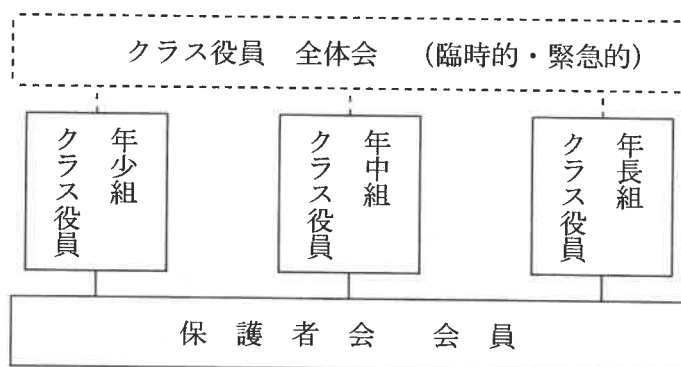 クラス役員 全体会 (臨時的・緊急的)
年少組
クラス役員
年中組
クラス役員
年長組
クラス役員
保護者会 会員